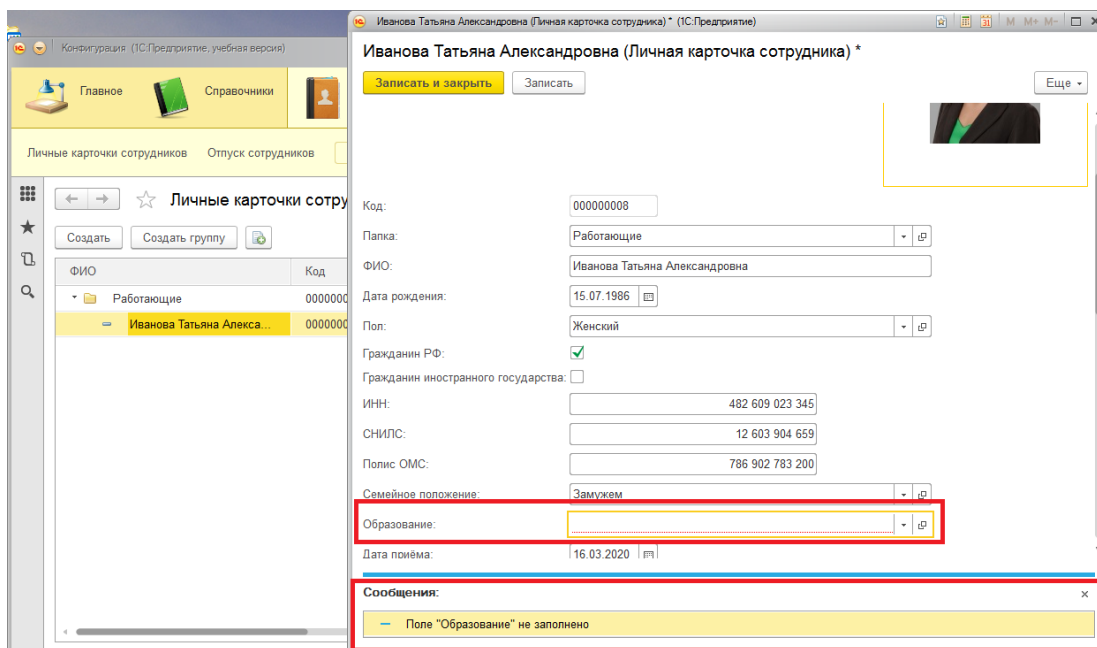 Иванова Татьяна Александровна (Личная карточка сотрудника) * (1С:Предприятие)
M M+ M-
Конфигурация (1С:Предприятие, учебная версия)
Иванова Татьяна Александровна (Личная карточка сотрудника) *
Главное
Справочники
Записать и закрыть
Записать
Еще
Личные карточки сотрудников
Отпуск сотрудников
Личные карточки сотру
Создать
Создать группу
ФИО
Код
Работающие
0000000
Иванова Татьяна Алекса...
0000000
Код: 000000008
Папка: Работающие
ФИО: Иванова Татьяна Александровна
Дата рождения: 15.07.1986
Пол: Женский
Гражданин РФ:
Гражданин иностранного государства:
ИНН: 482 609 023 345
СНИЛС: 12 603 904 659
Полис ОМС: 786 902 783 200
Семейное положение: Замужем
Образование:
Дата приёма: 16.03.2020
Сообщения:
Поле "Образование" не заполнено